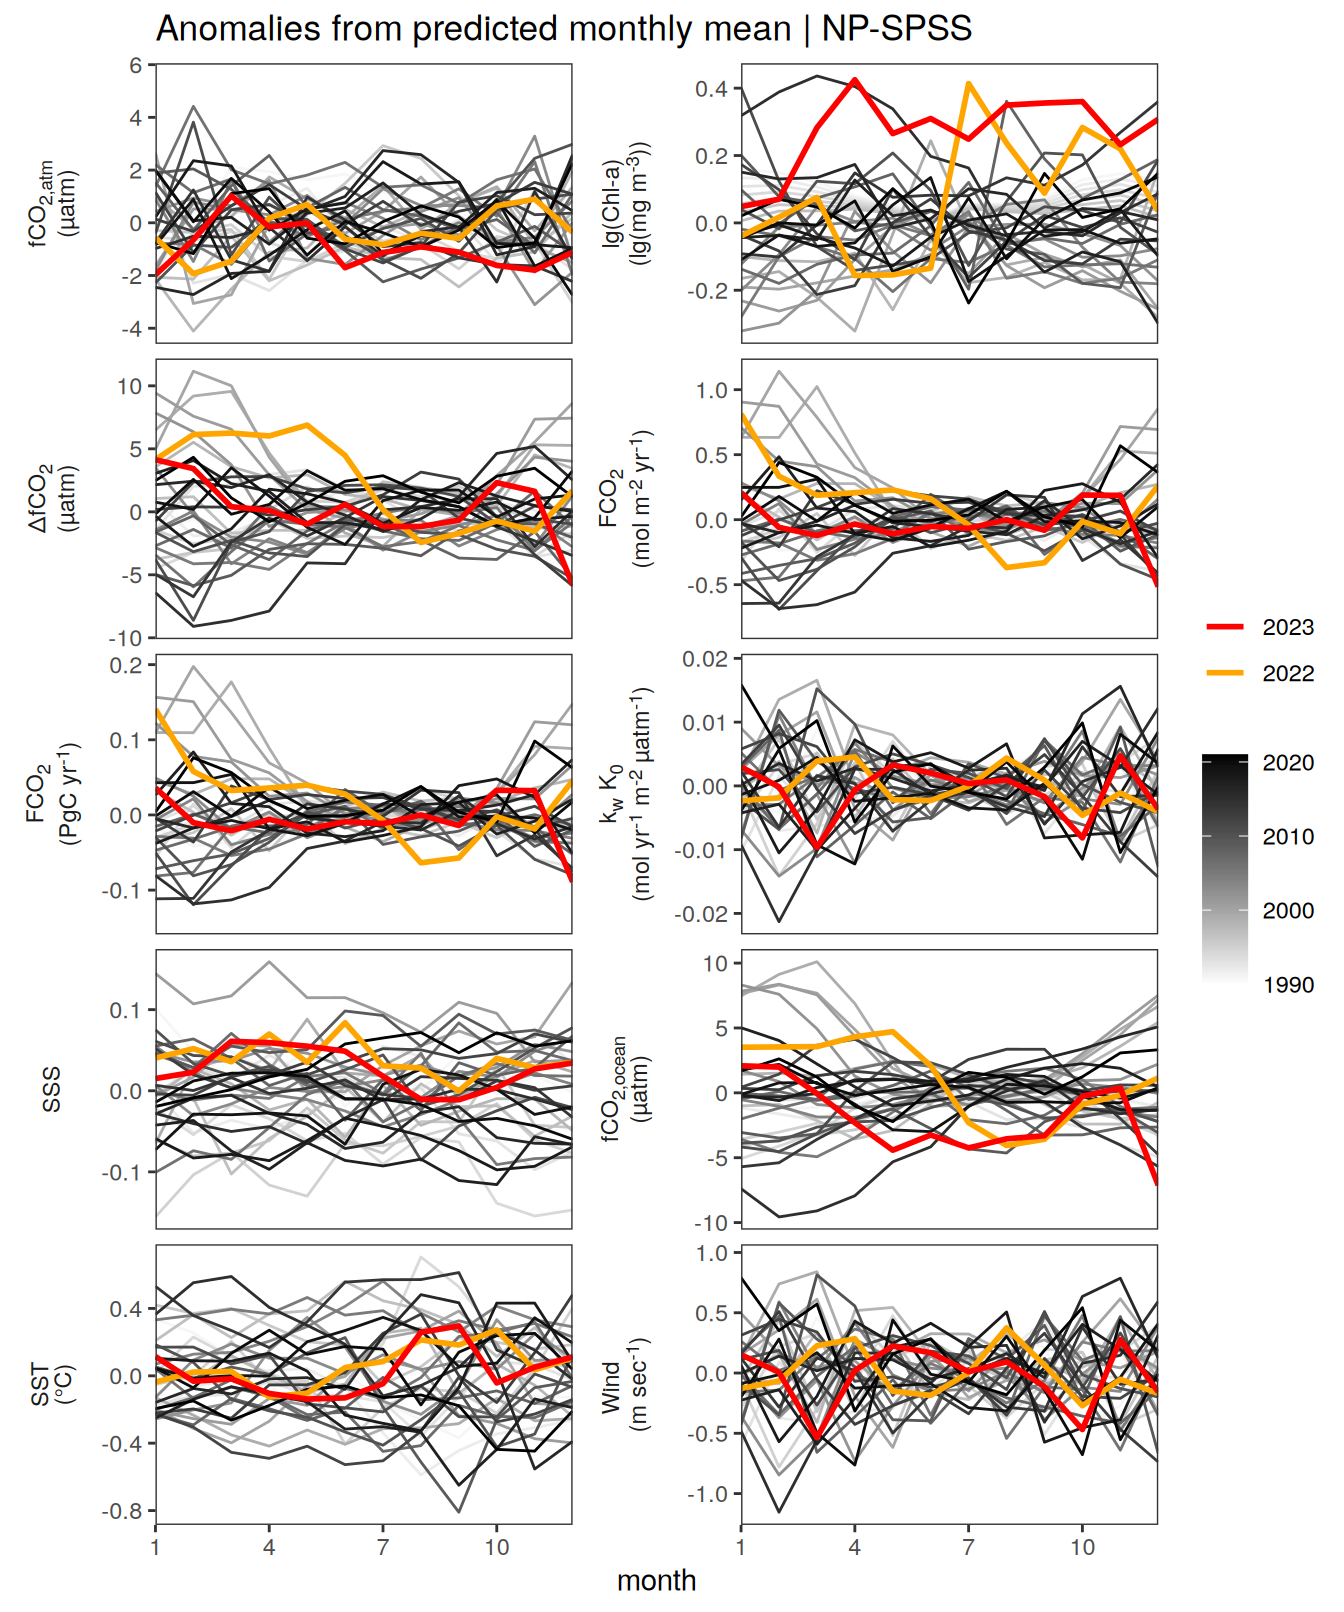 Anomalies from predicted monthly mean | NP-SPSS
fCO2,atm
(µatm)
6
4
2
0
-2
-4
lg(Chl-a)
(lg(mg m-3))
0.4
0.2
0.0
-0.2
ΔfCO2
(µatm)
10
5
0
-5
-10
FCO2
(mol m-2 yr-1)
1.0
0.5
0.0
-0.5
FCO2
(PgC yr-1)
0.2
0.1
0.0
-0.1
kw K0
(mol yr-1 m-2 µatm-1)
0.02
0.01
0.00
-0.01
-0.02
SSS
0.1
0.0
-0.1
fCO2,ocean
(µatm)
10
5
0
-5
-10
SST
(°C)
0.4
0.0
-0.4
-0.8
Wind
(m sec-1)
1.0
0.5
0.0
-0.5
-1.0
1 4 7 10
1 4 7 10
month
2023
2022
2020
2010
2000
1990